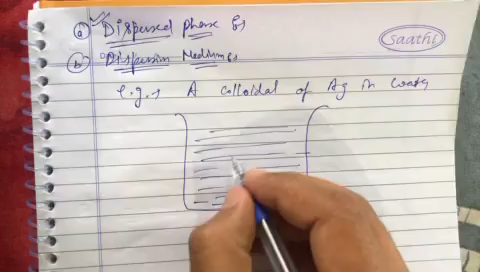 (a) Dispersed Phase :-
Saathi
(b) Dispersion Medium :-
e.g., A colloidal of Ag in water